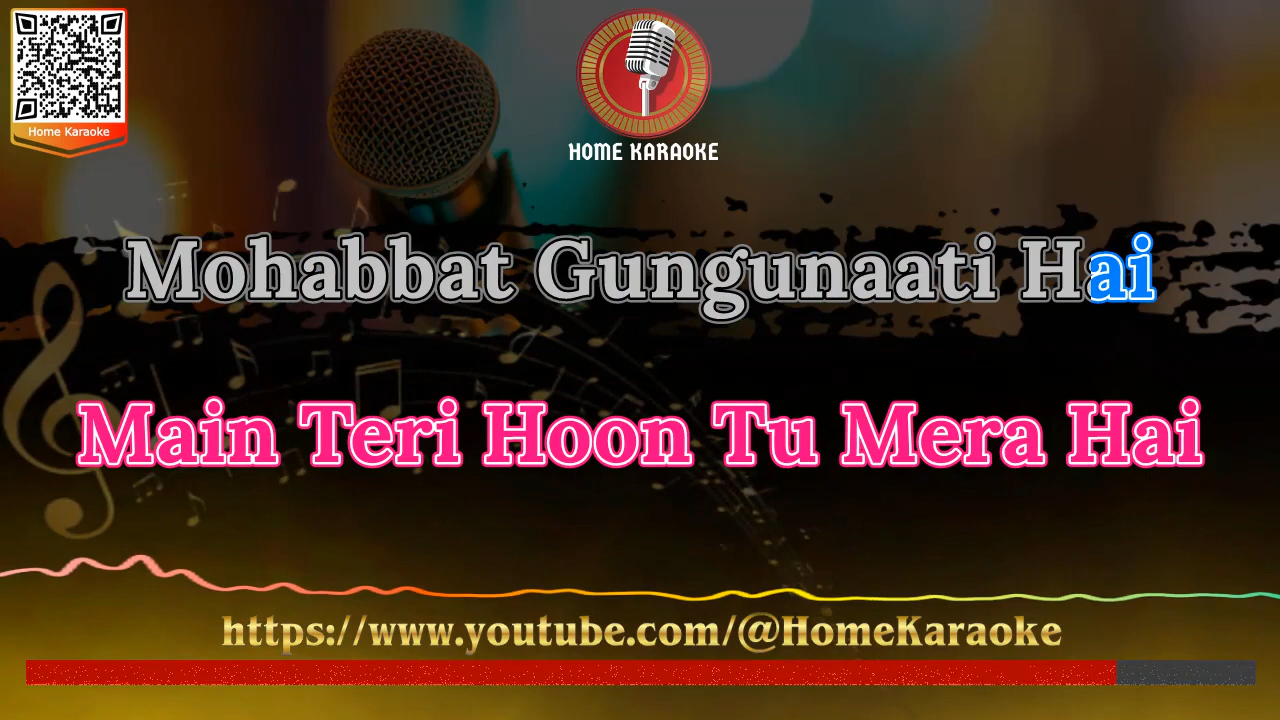 Home Karaoke
HOME KARAOKE
Mohabbat Gungunaati Hai
Main Teri Hoon Tu Mera Hai
https://www.youtube.com/@HomeKaraoke